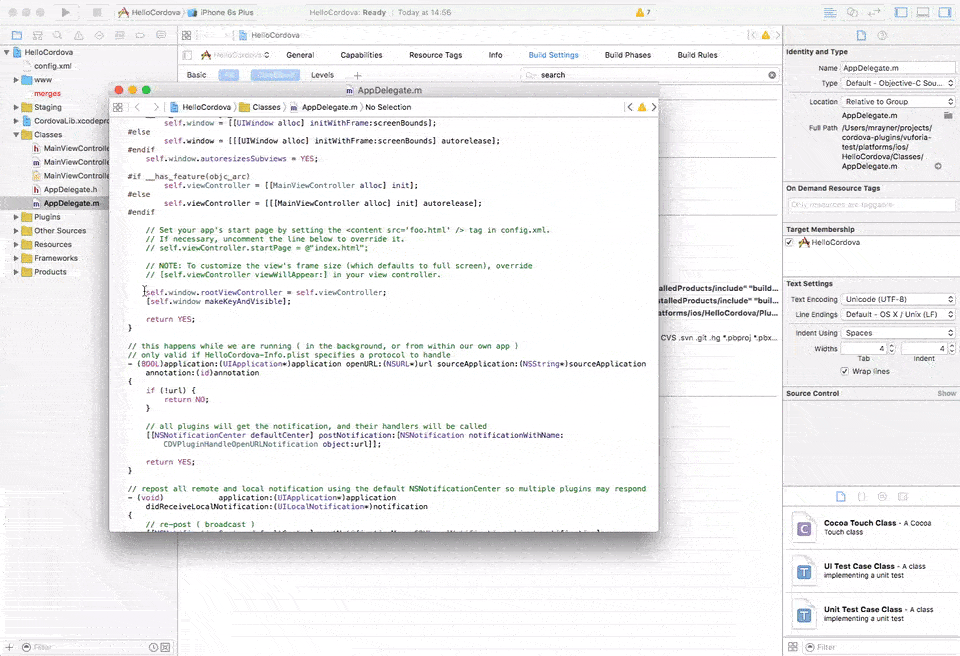 HelloCordova
iPhone 6s Plus
HelloCordova: Ready
Today at 14:56
7
HelloCordova
config.xml
www
merges
Staging
CordovaLib.xcodeproj
Classes
MainViewController
MainViewController
MainViewController
AppDelegate.h
AppDelegate.m
Plugins
Other Sources
Resources
Frameworks
Products
Filter
HelloCordova
HelloCordova
General
Capabilities
Resource Tags
Info
Build Settings
Build Phases
Build Rules
Basic
All
Combined
Levels
search
AppDelegate.m
HelloCordova
Classes
AppDelegate.m
No Selection
self.window = [[UIWindow alloc] initWithFrame:screenBounds];
#else
self.window = [[[UIWindow alloc] initWithFrame:screenBounds] autorelease];
#endif
self.window.autoresizesSubviews = YES;
#if __has_feature(objc_arc)
self.viewController = [[MainViewController alloc] init];
#else
self.viewController = [[[MainViewController alloc] init] autorelease];
#endif
// Set your app's start page by setting the <content src='foo.html' /> tag in config.xml.
// If necessary, uncomment the line below to override it.
// self.viewController.startPage = @"index.html";
// NOTE: To customize the view's frame size (which defaults to full screen), override
// [self.viewController viewWillAppear:] in your view controller.
self.window.rootViewController = self.viewController;
[self.window makeKeyAndVisible];
return YES;
}
// this happens while we are running ( in the background, or from within our own app )
// only valid if HelloCordova-Info.plist specifies a protocol to handle
- (BOOL)application:(UIApplication*)application openURL:(NSURL*)url sourceApplication:(NSString*)sourceApplication
annotation:(id)annotation
{
if (!url) {
return NO;
}
// all plugins will get the notification, and their handlers will be called
[[NSNotificationCenter defaultCenter] postNotification:[NSNotification notificationWithName:
CDVPluginHandleOpenURLNotification object:url]];
return YES;
}
// repost all remote and local notification using the default NSNotificationCenter so multiple plugins may respond
- (void) application:(UIApplication*)application
didReceiveLocalNotification:(UILocalNotification*)notification
{
// re-post ( broadcast )
alledProducts/include" "build...
stalledProducts/include" "buil...
atforms/ios/HelloCordova/Plu...
CVS .svn .git .hg *.pbproj *.pbx...
Identity and Type
Name AppDelegate.m
Type Default - Objective-C Sou...
Location Relative to Group
AppDelegate.m
Full Path /Users/mrayner/projects/
cordova-plugins/vuforia-
test/platforms/ios/
HelloCordova/Classes/
AppDelegate.m
On Demand Resource Tags
Only resources are taggable
Target Membership
HelloCordova
Text Settings
Text Encoding Unicode (UTF-8)
Line Endings Default - OS X / Unix (LF)
Indent Using Spaces
Widths 4 4
Tab Indent
Wrap lines
Source Control Show
Cocoa Touch Class - A Cocoa
Touch class
UI Test Case Class - A class
implementing a unit test
Unit Test Case Class - A class
implementing a unit test
Filter